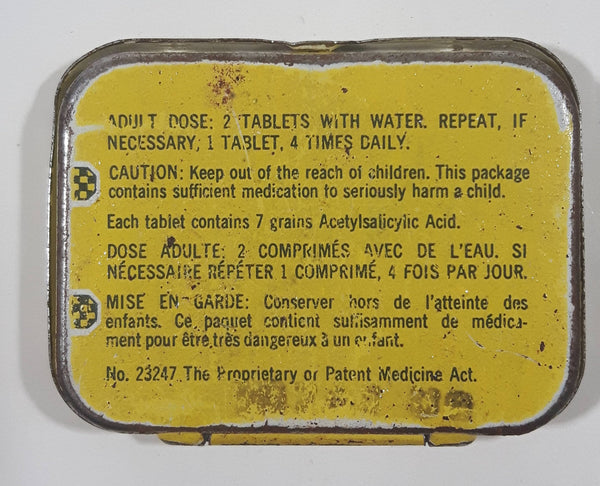 ADULT DOSE: 2 TABLETS WITH WATER. REPEAT, IF
NECESSARY, 1 TABLET, 4 TIMES DAILY.
CAUTION: Keep out of the reach of children. This package
contains sufficient medication to seriously harm a child.
Each tablet contains 7 grains Acetylsalicylic Acid.
DOSE ADULTE: 2 COMPRIMÉS AVEC DE L'EAU. SI
NÉCESSAIRE RÉPÉTER 1 COMPRIMÉ, 4 FOIS PAR JOUR.
MISE EN GARDE: Conserver hors de l'atteinte des
enfants. Ce paquet contient suffisamment de médica-
ment pour être très dangereux à un enfant.
No. 23247 The Proprietary or Patent Medicine Act.